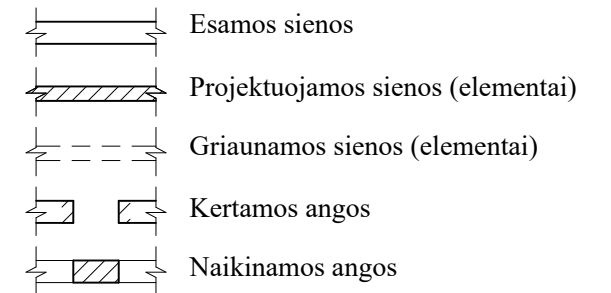 Esamos sienos
Projektuojamos sienos (elementai)
Griaunamos sienos (elementai)
Kertamos angos
Naikinamos angos